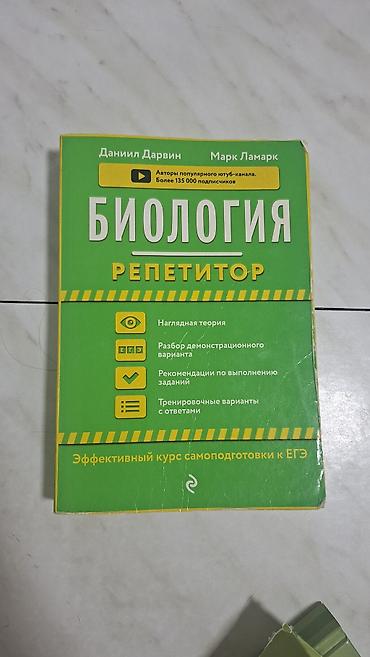 Даниил Дарвин Марк Ламарк
Авторы популярного ютуб-канала.
Более 135 000 подписчиков
БИОЛОГИЯ
РЕПЕТИТОР
Наглядная теория
ЕГЭ
Разбор демонстрационного
варианта
Рекомендации по выполнению
заданий
Тренировочные варианты
с ответами
Эффективный курс самоподготовки к ЕГЭ